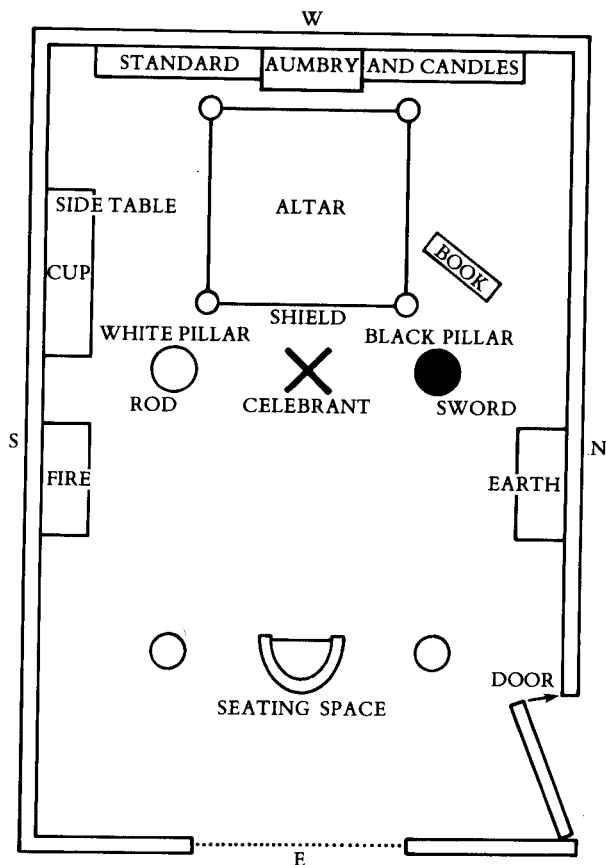 W
STANDARD AUMBRY AND CANDLES
SIDE TABLE
ALTAR
CUP
BOOK
SHIELD
WHITE PILLAR
BLACK PILLAR
ROD
CELEBRANT
SWORD
S
N
FIRE
EARTH
DOOR
SEATING SPACE
E